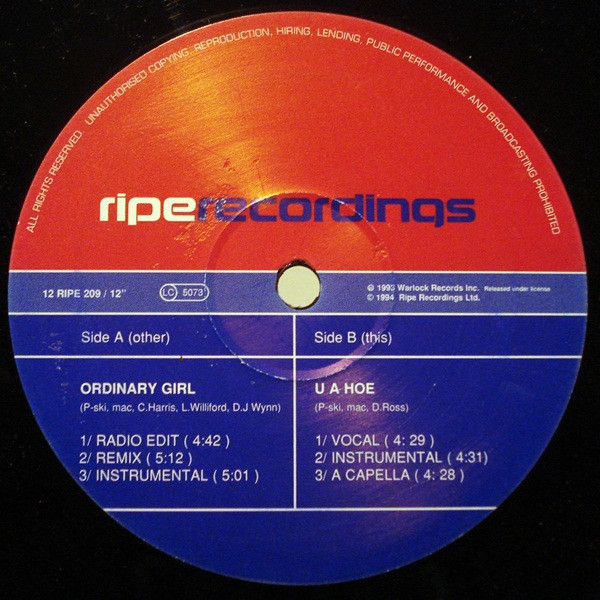 ALL RIGHTS RESERVED. UNAUTHORISED COPYING, REPRODUCTION, HIRING, LENDING, PUBLIC PERFORMANCE AND BROADCASTING PROHIBITED
riperecordings
12 RIPE 209 / 12"
LC 5073
℗ 1993 Warlock Records Inc. Released under license
© 1994 Ripe Recordings Ltd.
Side A (other)
Side B (this)
ORDINARY GIRL
(P-ski, mac, C.Harris, L.Williford, D.J Wynn)
1/ RADIO EDIT ( 4:42 )
2/ REMIX ( 5:12 )
3/ INSTRUMENTAL ( 5:01 )
U A HOE
(P-ski, mac, D.Ross)
1/ VOCAL ( 4: 29 )
2/ INSTRUMENTAL ( 4:31)
3/ A CAPELLA ( 4: 28 )